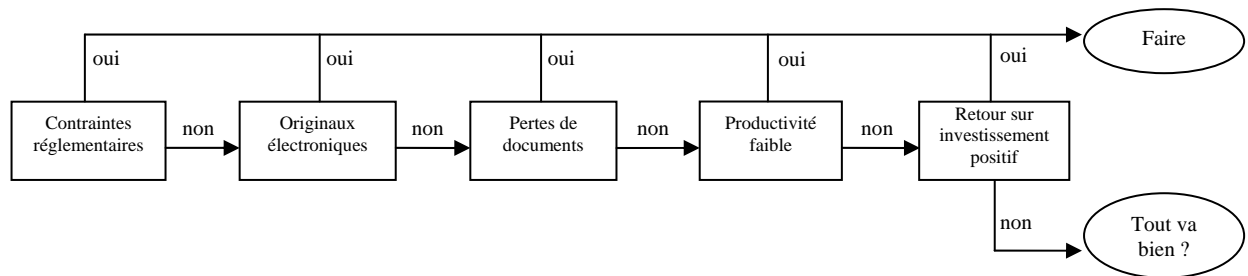 Faire
oui
oui
oui
oui
oui
Contraintes
réglementaires
non
Originaux
électroniques
non
Pertes de
documents
non
Productivité
faible
non
Retour sur
investissement
positif
non
Tout va
bien ?